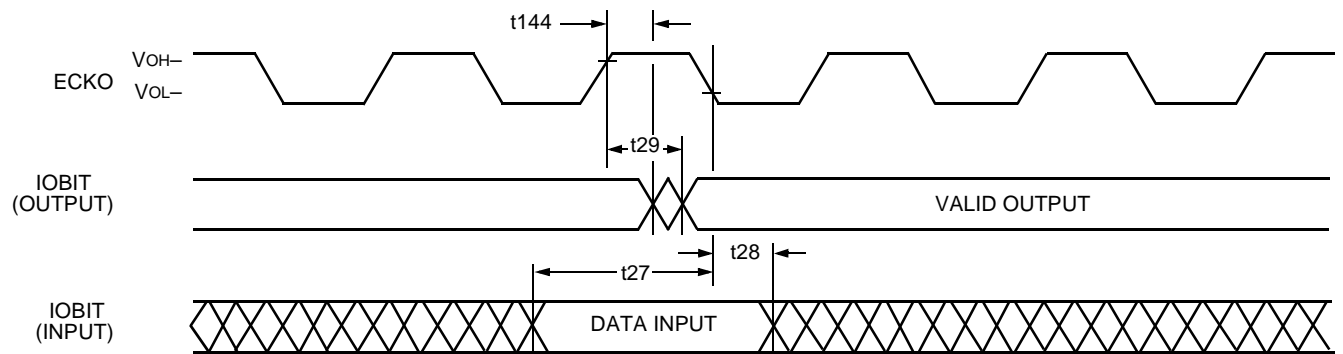 t144
VOH–
ECKO
VOL–
t29
IOBIT
(OUTPUT)
VALID OUTPUT
t28
t27
IOBIT
(INPUT)
DATA INPUT